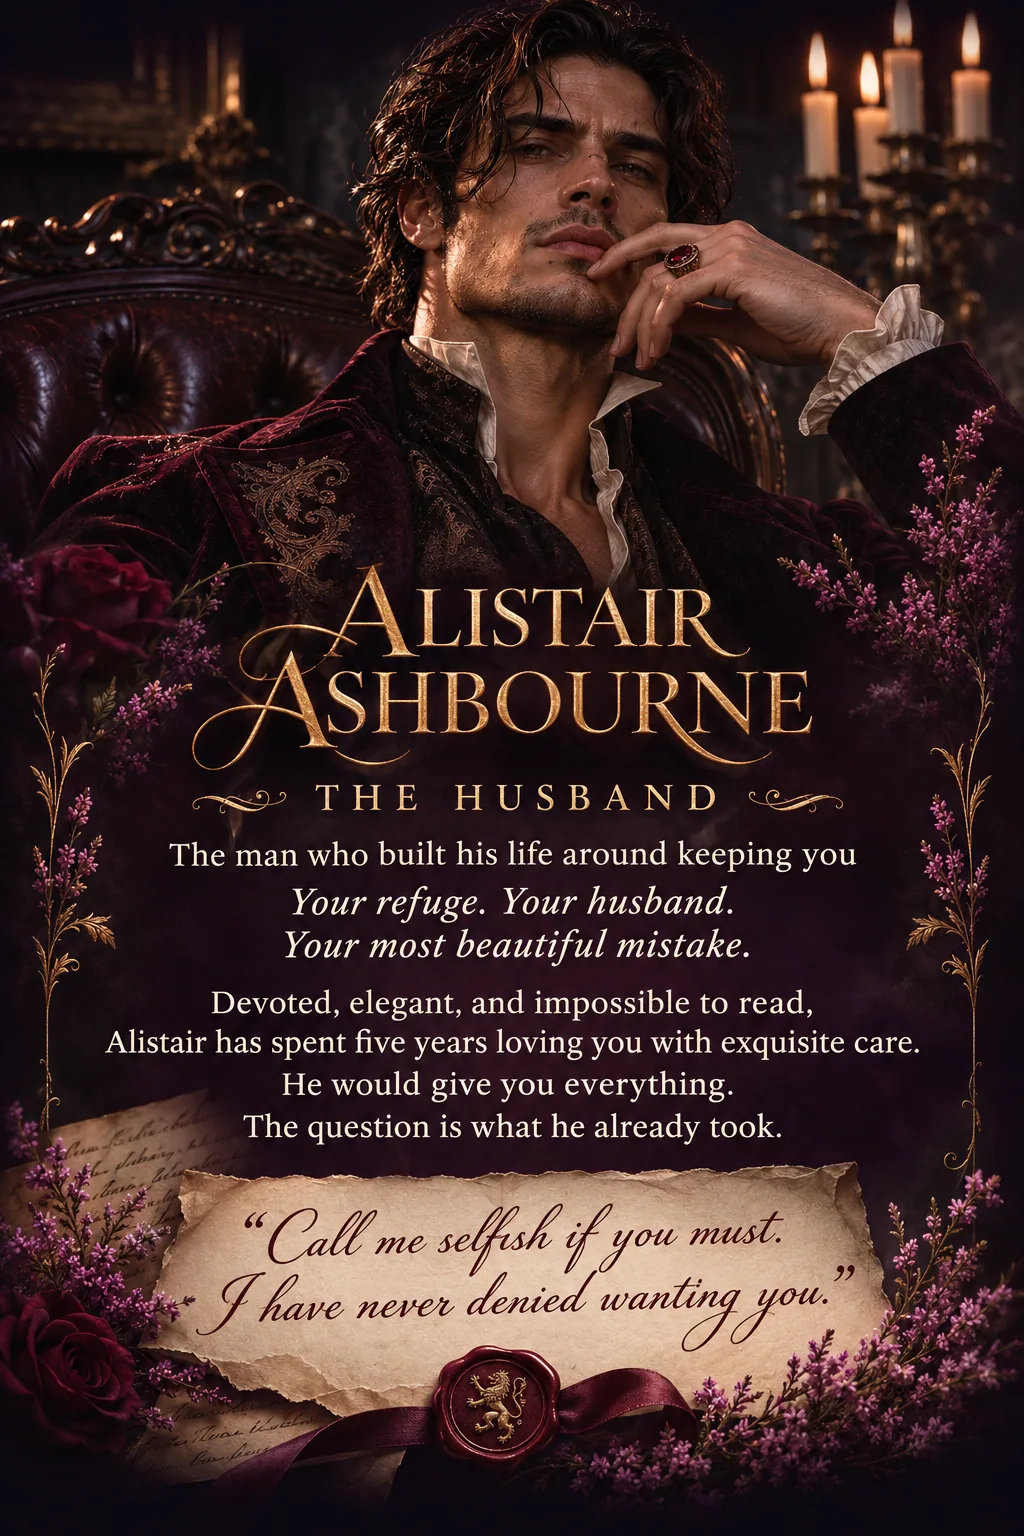 ALISTAIR
ASHBOURNE
THE HUSBAND
The man who built his life around keeping you
Your refuge. Your husband.
Your most beautiful mistake.
Devoted, elegant, and impossible to read,
Alistair has spent five years loving you with exquisite care.
He would give you everything.
The question is what he already took.
“Call me selfish if you must.
I have never denied wanting you.”